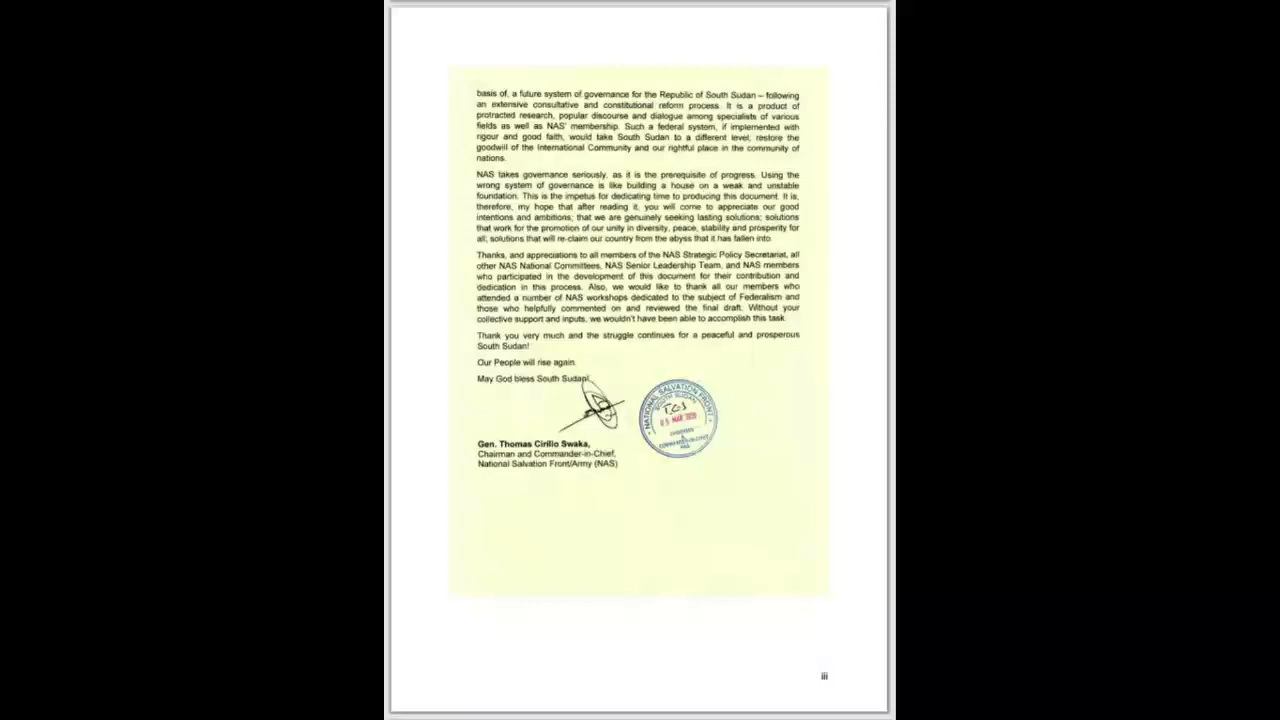 basis of, a future system of governance for the Republic of South Sudan – following
an extensive consultative and constitutional reform process. It is a product of
protracted research, popular discourse and dialogue among specialists of various
fields as well as NAS' membership. Such a federal system, if implemented with
rigour and good faith, would take South Sudan to a different level; restore the
goodwill of the International Community and our rightful place in the community of
nations.
NAS takes governance seriously, as it is the prerequisite of progress. Using the
wrong system of governance is like building a house on a weak and unstable
foundation. This is the impetus for dedicating time to producing this document. It is,
therefore, my hope that after reading it, you will come to appreciate our good
intentions and ambitions; that we are genuinely seeking lasting solutions; solutions
that work for the promotion of our unity in diversity, peace, stability and prosperity for
all; solutions that will re-claim our country from the abyss that it has fallen into.
Thanks, and appreciations to all members of the NAS Strategic Policy Secretariat, all
other NAS National Committees, NAS Senior Leadership Team, and NAS members
who participated in the development of this document for their contribution and
dedication in this process. Also, we would like to thank all our members who
attended a number of NAS workshops dedicated to the subject of Federalism and
those who helpfully commented on and reviewed the final draft. Without your
collective support and inputs, we wouldn't have been able to accomplish this task.
Thank you very much and the struggle continues for a peaceful and prosperous
South Sudan!
Our People will rise again.
May God bless South Sudan!
NATIONAL SALVATION FRONT
SOUTH SUDAN
TCS
05 MAR 2020
CHAIRMAN
&
COMMANDER-IN-CHIEF
NAS
Gen. Thomas Cirillo Swaka,
Chairman and Commander-in-Chief,
National Salvation Front/Army (NAS)
iii